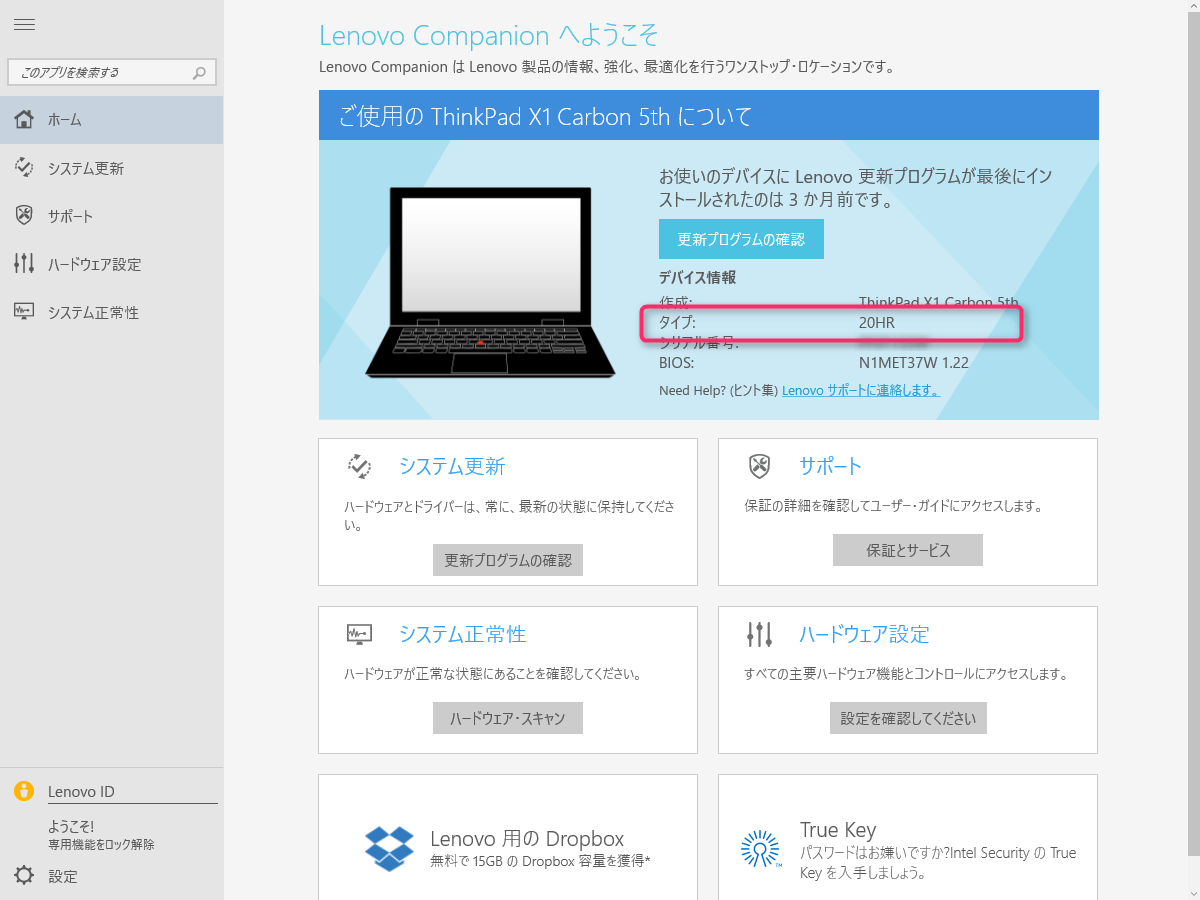 このアプリを検索する
ホーム
システム更新
サポート
ハードウェア設定
システム正常性
Lenovo ID
ようこそ!
専用機能をロック解除
設定
Lenovo Companion へようこそ
Lenovo Companion は Lenovo 製品の情報、強化、最適化を行うワンストップ・ロケーションです。
ご使用の ThinkPad X1 Carbon 5th について
お使いのデバイスに Lenovo 更新プログラムが最後にイン
ストールされたのは 3 か月前です。
更新プログラムの確認
デバイス情報
作成: ThinkPad X1 Carbon 5th
タイプ: 20HR
シリアル番号:
BIOS: N1MET37W 1.22
Need Help? (ヒント集) Lenovo サポートに連絡します。
システム更新
ハードウェアとドライバーは、常に、最新の状態に保持してくださ
い。
更新プログラムの確認
サポート
保証の詳細を確認してユーザー・ガイドにアクセスします。
保証とサービス
システム正常性
ハードウェアが正常な状態にあることを確認してください。
ハードウェア・スキャン
ハードウェア設定
すべての主要ハードウェア機能とコントロールにアクセスします。
設定を確認してください
Lenovo 用の Dropbox
無料で 15GB の Dropbox 容量を獲得*
True Key
パスワードはお嫌いですか?Intel Security の True
Key を入手しましょう。